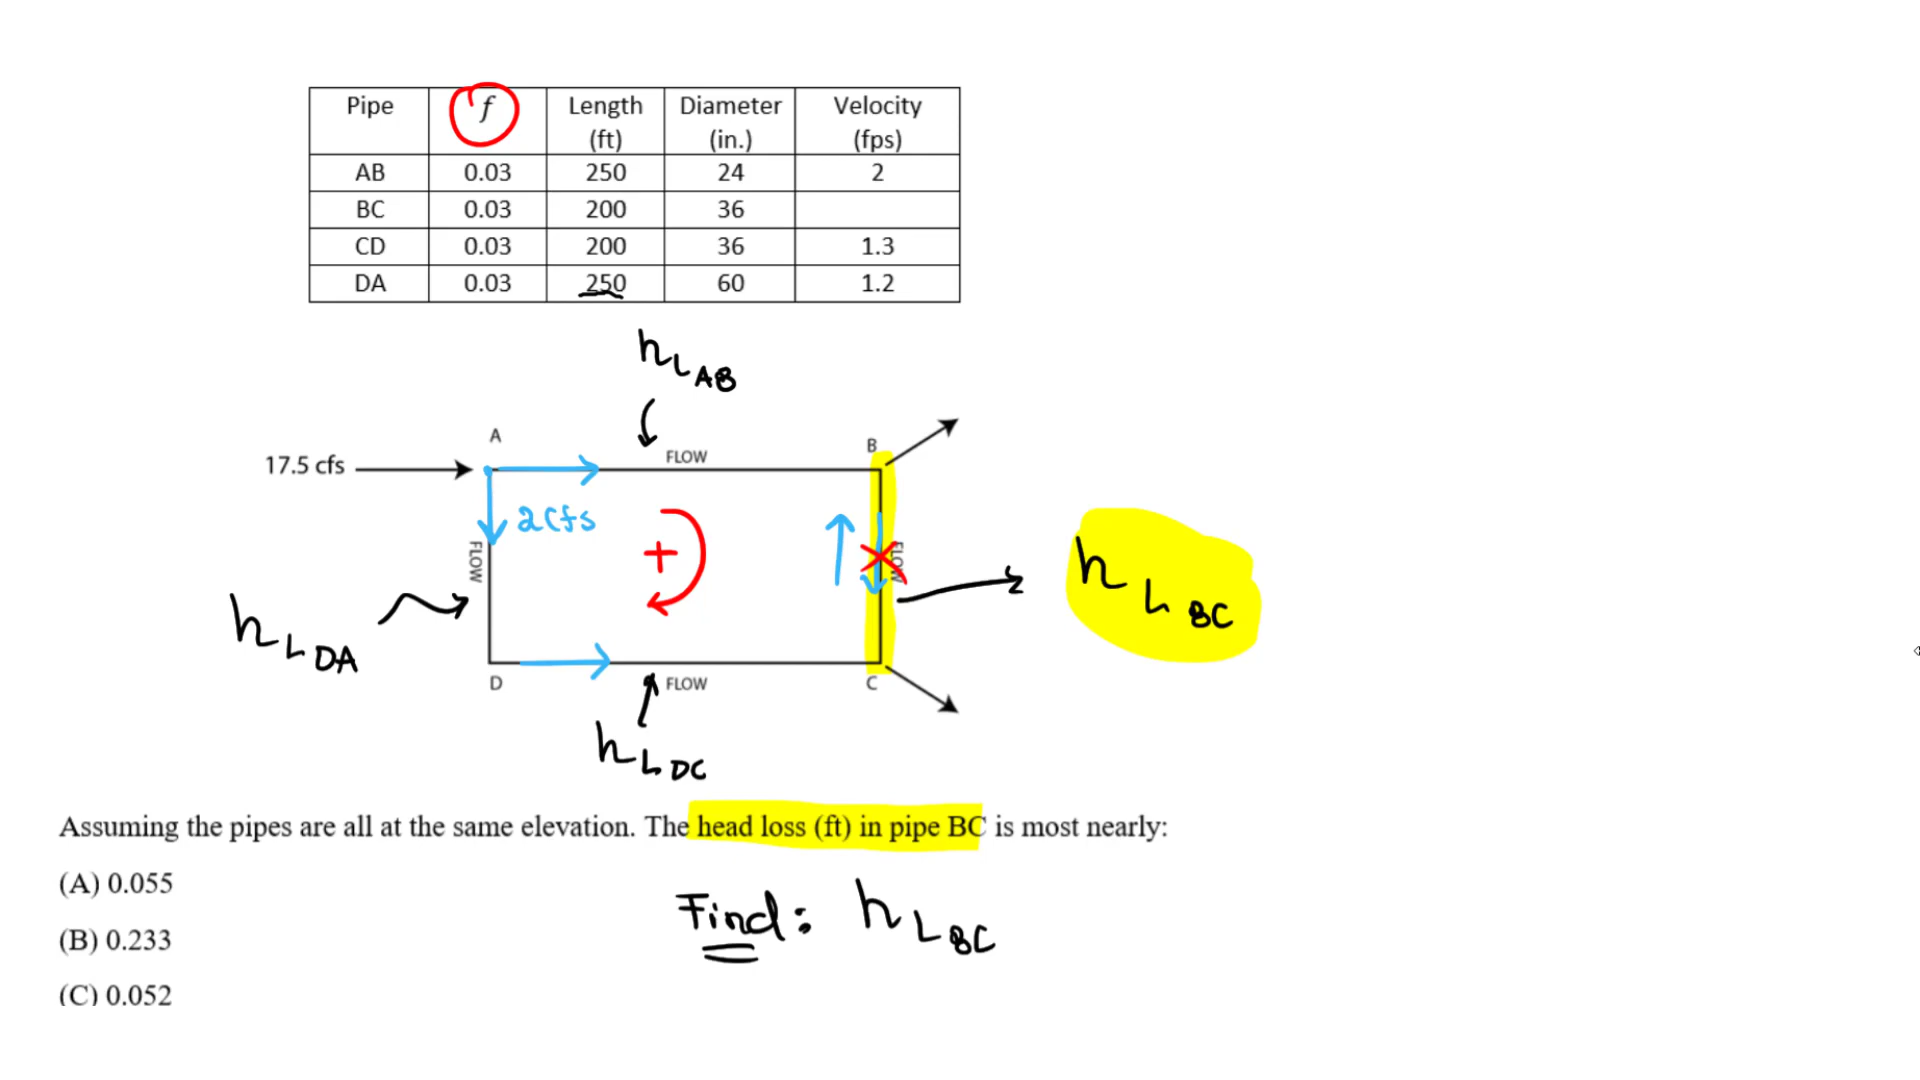 Pipe f Length (ft) Diameter (in.) Velocity (fps)
AB 0.03 250 24 2
BC 0.03 200 36
CD 0.03 200 36 1.3
DA 0.03 250 60 1.2
hL AB
A
B
FLOW
17.5 cfs
2cfs
+
FLOW
FLOW
hL BC
hL DA
D
FLOW
C
hL DC
Assuming the pipes are all at the same elevation. The head loss (ft) in pipe BC is most nearly:
(A) 0.055
(B) 0.233
(C) 0.052
Find: hL BC